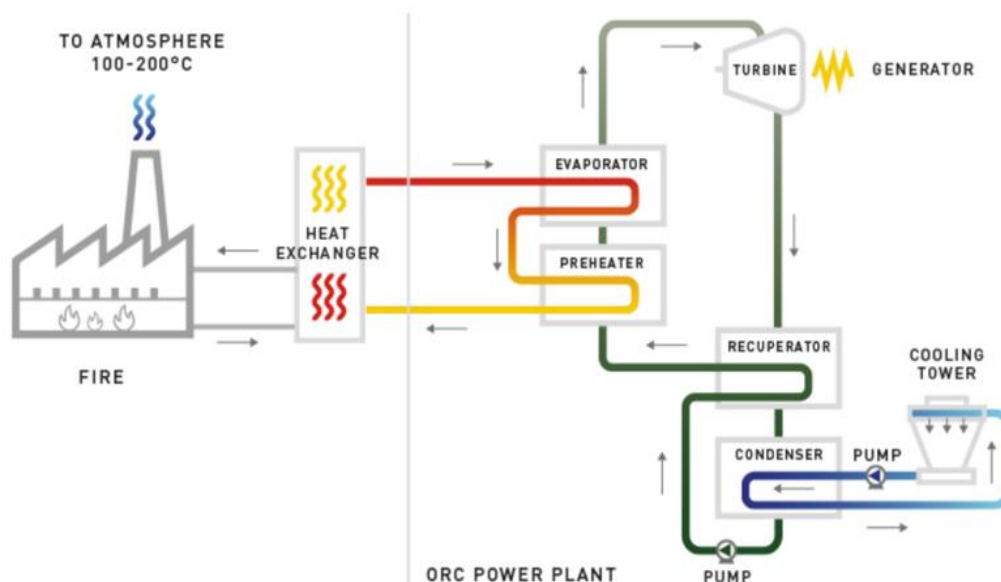 TO ATMOSPHERE
100-200°C
TURBINE
GENERATOR
EVAPORATOR
HEAT
EXCHANGER
PREHEATER
RECUPERATOR
COOLING
TOWER
FIRE
CONDENSER
PUMP
ORC POWER PLANT
PUMP